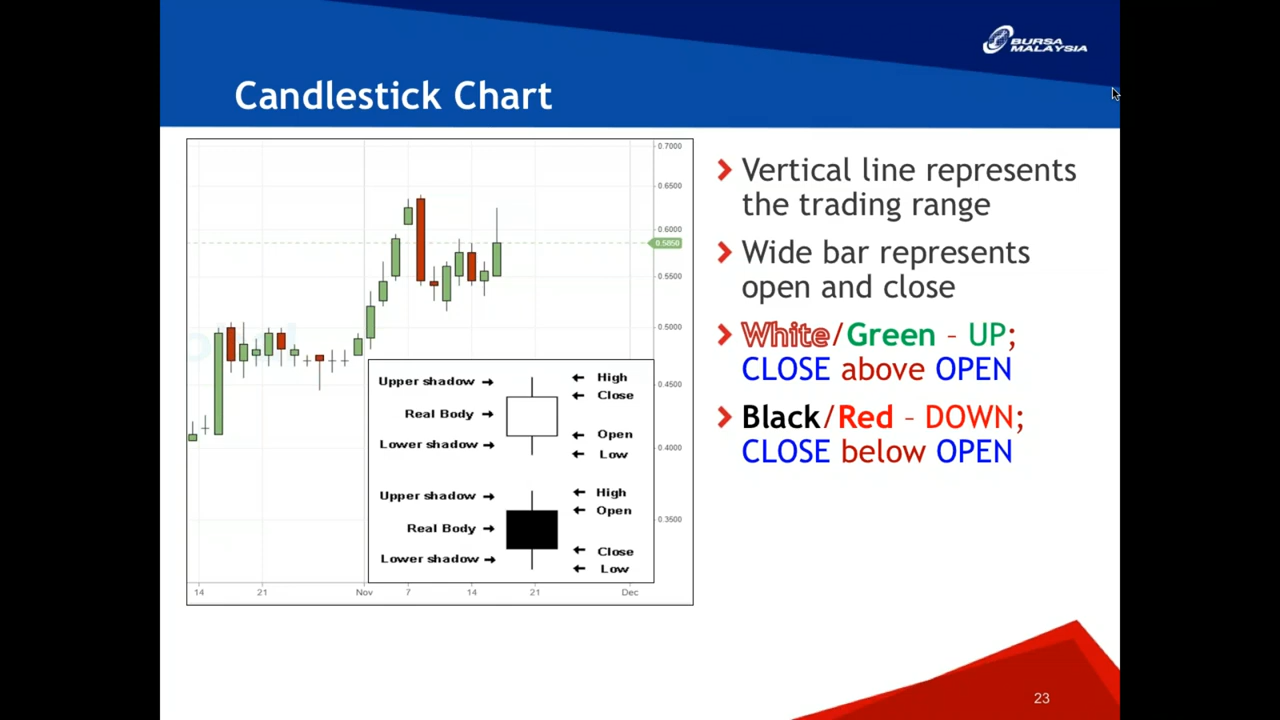 BURSA
MALAYSIA
Candlestick Chart
0.7000
0.6500
0.6000
0.5850
0.5500
0.5000
0.4500
0.4000
0.3500
14
21
Nov
7
14
21
Dec
Upper shadow → ← High
← Close
Real Body →
← Open
Lower shadow →
← Low
Upper shadow → ← High
← Open
Real Body →
← Close
Lower shadow →
← Low
Vertical line represents
the trading range
Wide bar represents
open and close
White/Green – UP;
CLOSE above OPEN
Black/Red – DOWN;
CLOSE below OPEN
23